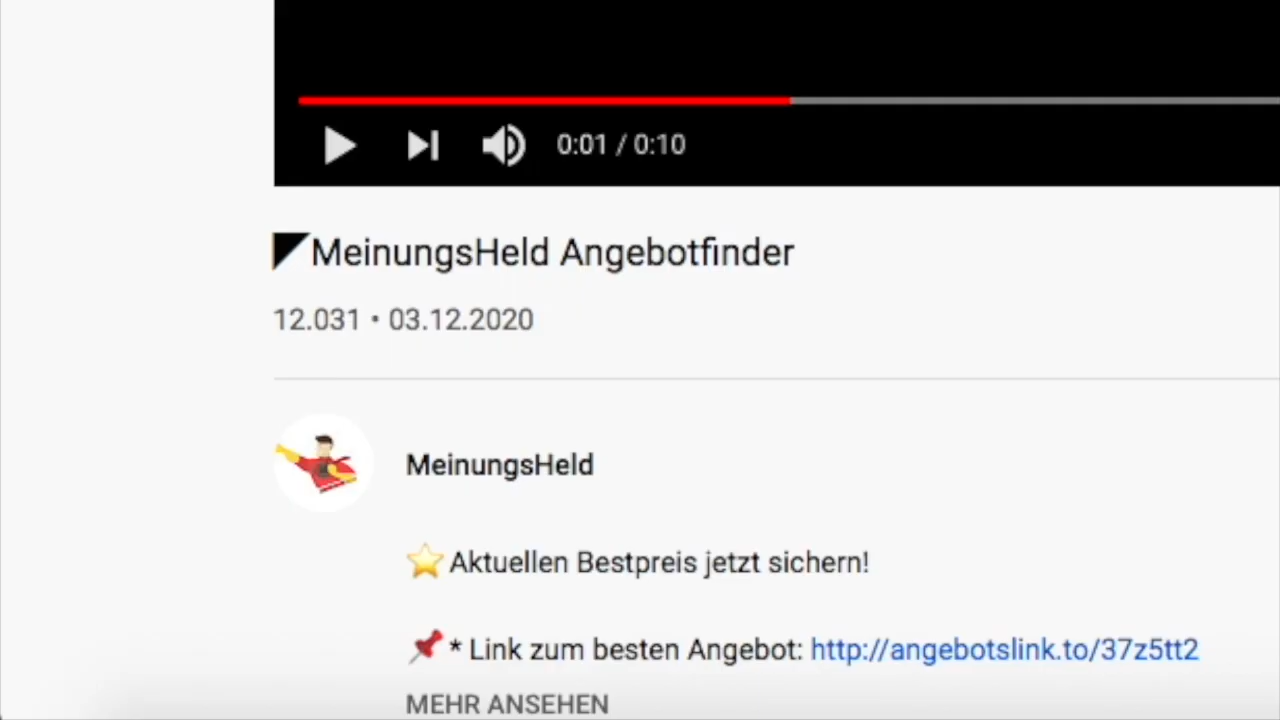 0:01 / 0:10
MeinungsHeld Angebotfinder
12.031 • 03.12.2020
MeinungsHeld
⭐ Aktuellen Bestpreis jetzt sichern!
📌 * Link zum besten Angebot: http://angebotslink.to/37z5tt2
MEHR ANSEHEN